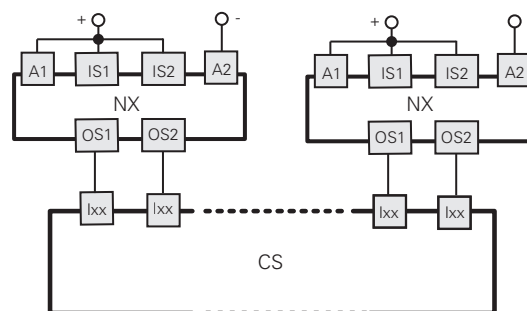 + - +
A1 IS1 IS2 A2 A1 IS1 IS2 A2
NX NX
OS1 OS2 OS1 OS2
Ixx Ixx Ixx Ixx
CS